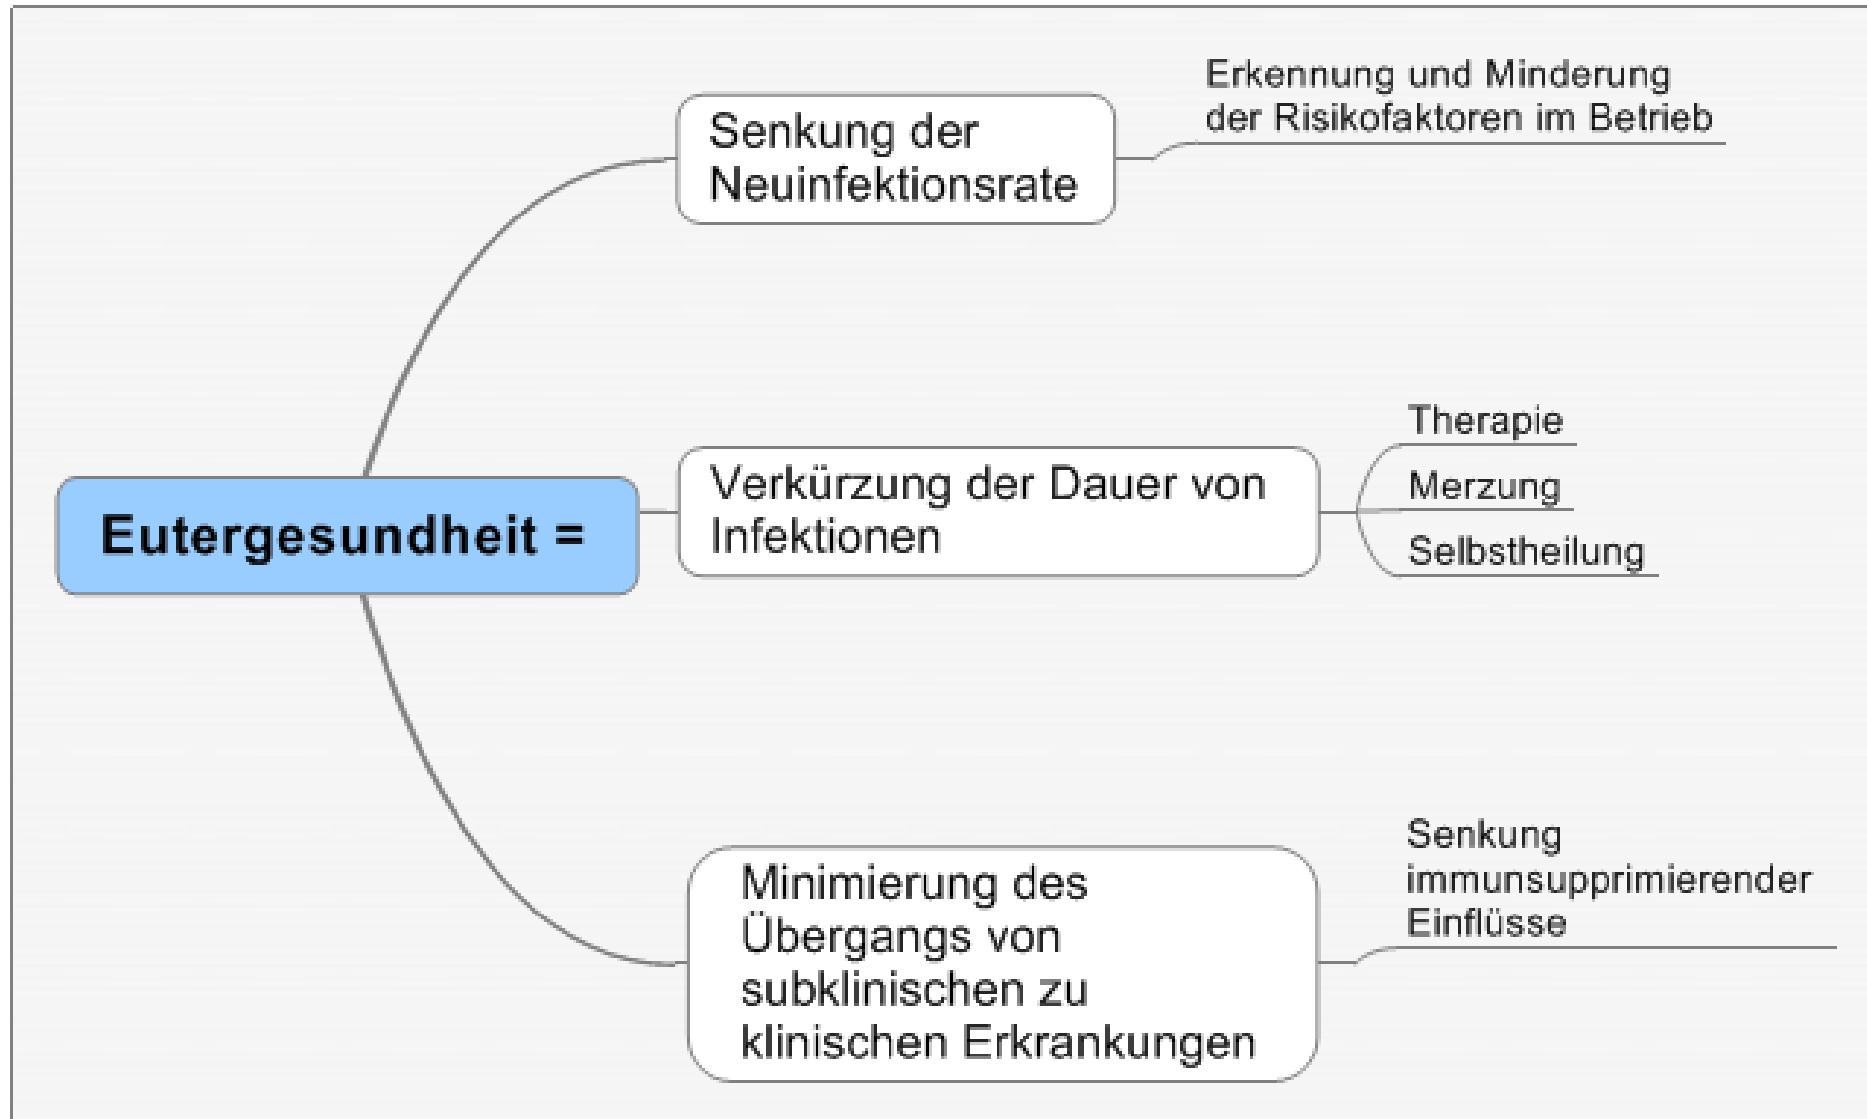 Eutergesundheit =
Senkung der
Neuinfektionsrate
Erkennung und Minderung
der Risikofaktoren im Betrieb
Verkürzung der Dauer von
Infektionen
Therapie
Merzung
Selbstheilung
Minimierung des
Übergangs von
subklinischen zu
klinischen Erkrankungen
Senkung
immunsupprimierender
Einflüsse